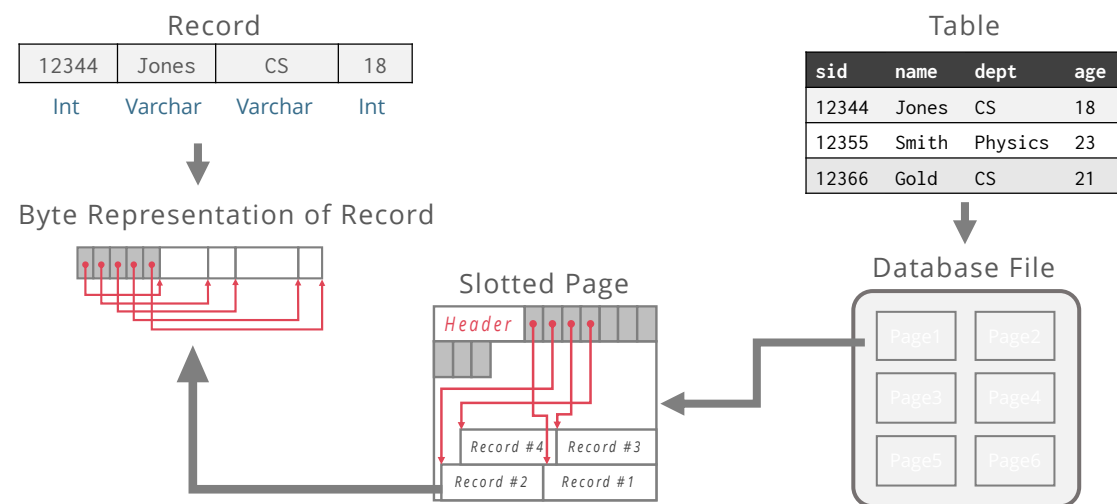 Record
12344 Jones CS 18
Int Varchar Varchar Int
Byte Representation of Record
Table
sid name dept age
12344 Jones CS 18
12355 Smith Physics 23
12366 Gold CS 21
Database File
Page1 Page2
Page3 Page4
Page5 Page6
Slotted Page
Header
Record #4 Record #3
Record #2 Record #1